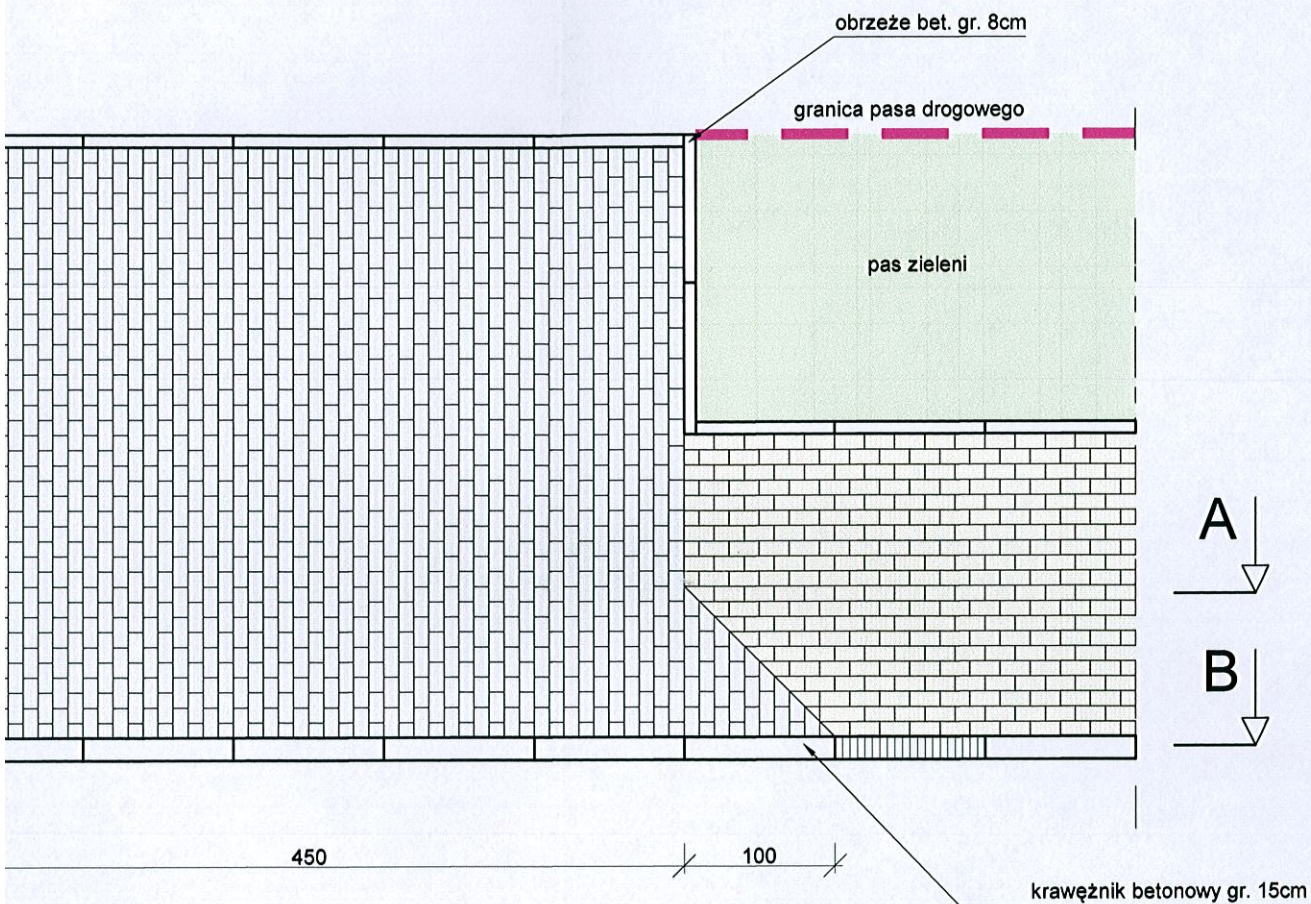 obrzeże bet. gr. 8cm
granica pasa drogowego
pas zieleni
A
B
450
100
krawężnik betonowy gr. 15cm